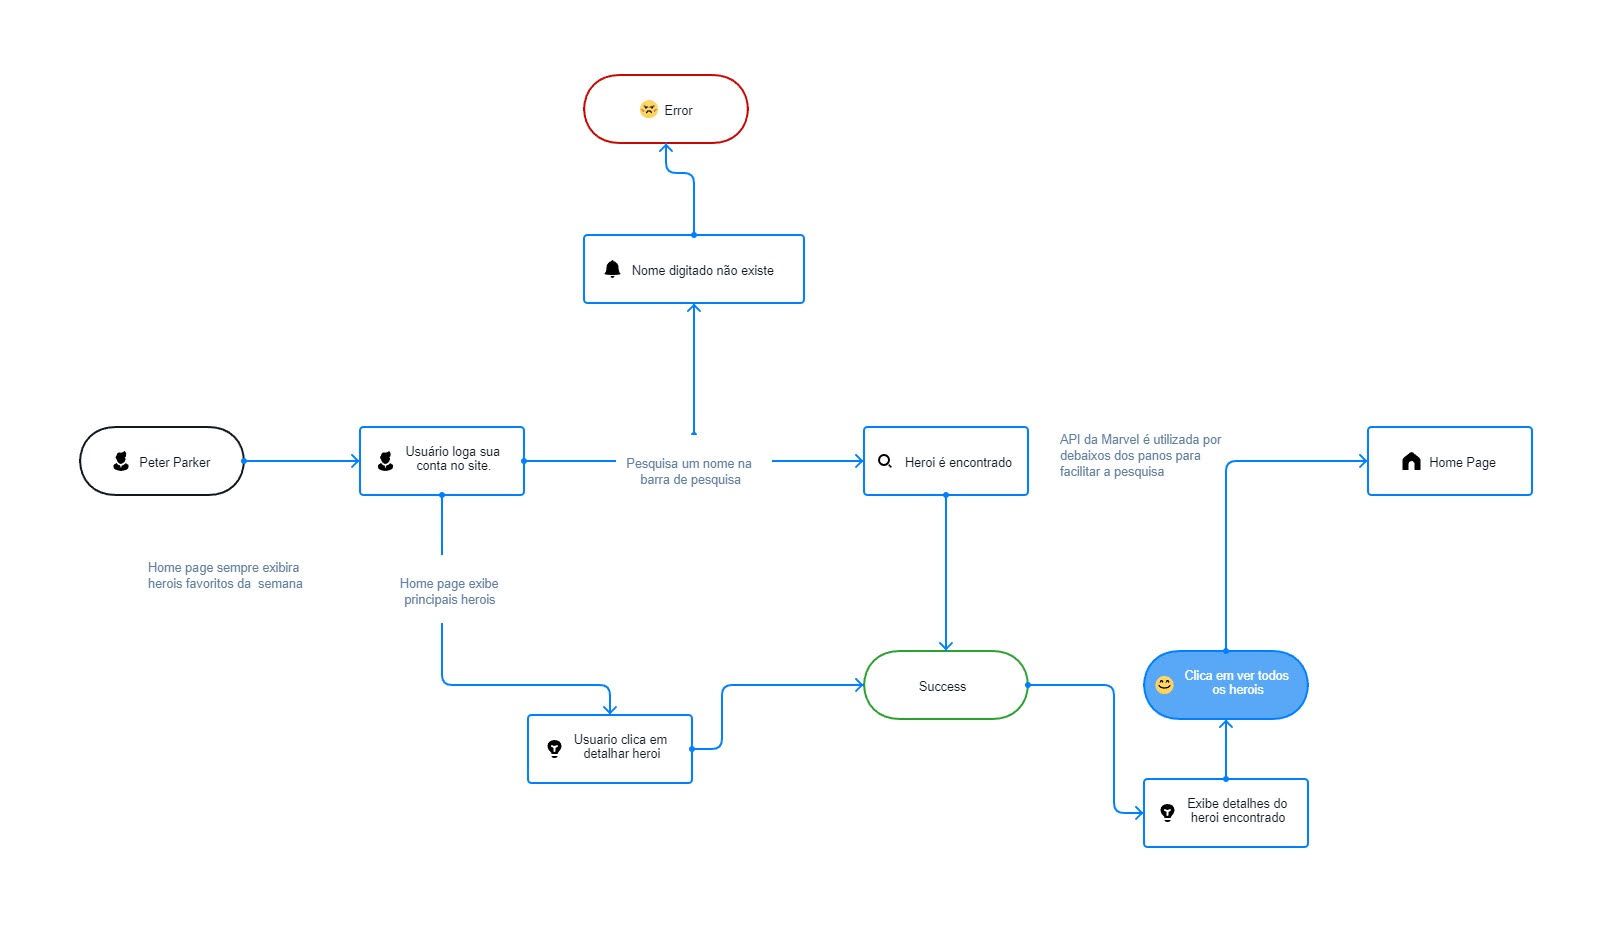 Error
Nome digitado não existe
Peter Parker
Usuário loga sua
conta no site.
Pesquisa um nome na
barra de pesquisa
Heroi é encontrado
API da Marvel é utilizada por
debaixos dos panos para
facilitar a pesquisa
Home Page
Home page sempre exibira
herois favoritos da  semana
Home page exibe
principais herois
Success
Clica em ver todos
os herois
Usuario clica em
detalhar heroi
Exibe detalhes do
heroi encontrado